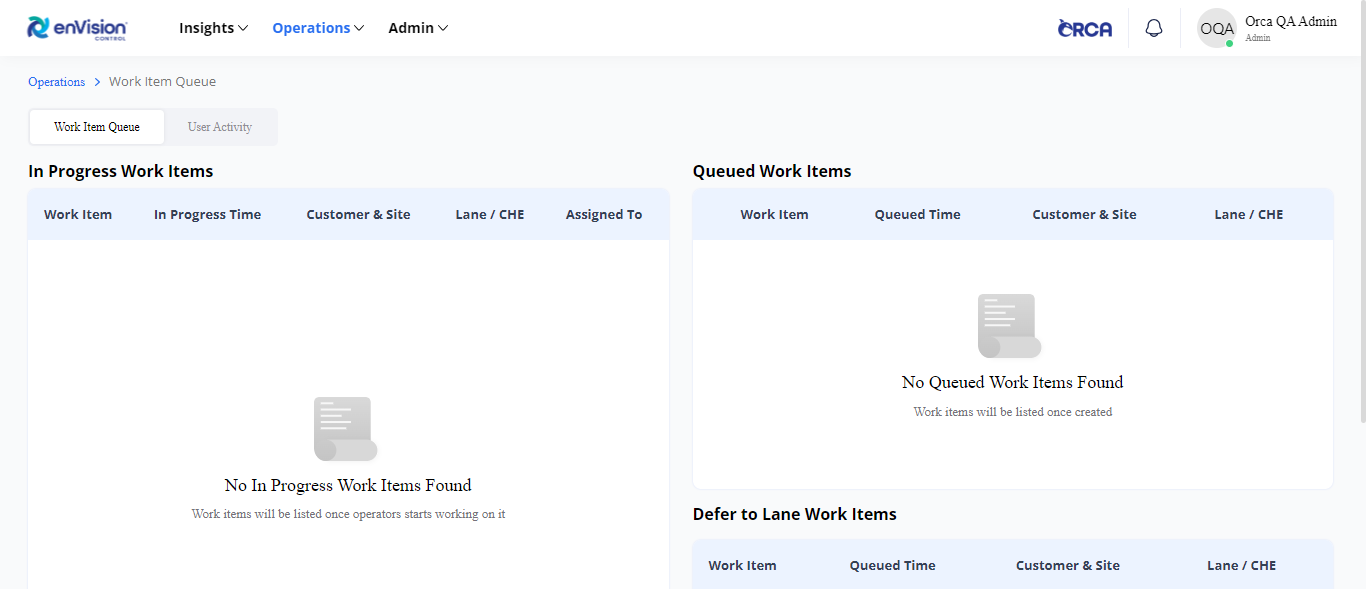 enVision CONTROL Insights Operations Admin ORCA OQA Orca QA Admin
Admin
Operations > Work Item Queue
Work Item Queue User Activity
In Progress Work Items
Work Item In Progress Time Customer & Site Lane / CHE Assigned To
No In Progress Work Items Found
Work items will be listed once operators starts working on it
Queued Work Items
Work Item Queued Time Customer & Site Lane / CHE
No Queued Work Items Found
Work items will be listed once created
Defer to Lane Work Items
Work Item Queued Time Customer & Site Lane / CHE